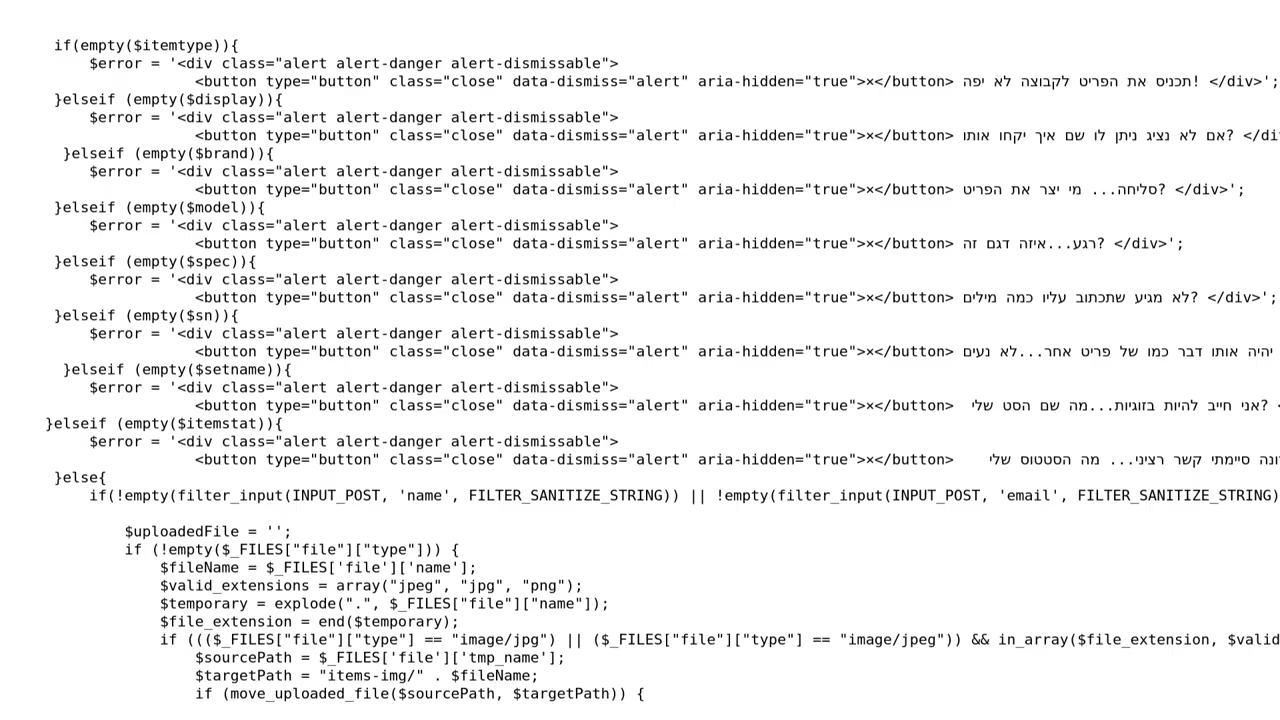 if(empty($itemtype)){
$error = '<div class="alert alert-danger alert-dismissable">
<button type="button" class="close" data-dismiss="alert" aria-hidden="true">×</button> תכניס את הפריט לקבוצה לא יפה! </div>';
}elseif (empty($display)){
$error = '<div class="alert alert-danger alert-dismissable">
<button type="button" class="close" data-dismiss="alert" aria-hidden="true">×</button> אם לא נציג ניתן לו שם איך יקחו אותו? </di
}elseif (empty($brand)){
$error = '<div class="alert alert-danger alert-dismissable">
<button type="button" class="close" data-dismiss="alert" aria-hidden="true">×</button> סליחה... מי יצר את הפריט? </div>';
}elseif (empty($model)){
$error = '<div class="alert alert-danger alert-dismissable">
<button type="button" class="close" data-dismiss="alert" aria-hidden="true">×</button> רגע...איזה דגם זה? </div>';
}elseif (empty($spec)){
$error = '<div class="alert alert-danger alert-dismissable">
<button type="button" class="close" data-dismiss="alert" aria-hidden="true">×</button> לא מגיע שתכתוב עליו כמה מילים? </div>';
}elseif (empty($sn)){
$error = '<div class="alert alert-danger alert-dismissable">
<button type="button" class="close" data-dismiss="alert" aria-hidden="true">×</button> יהיה אותו דבר כמו של פריט אחר...לא נעים
}elseif (empty($setname)){
$error = '<div class="alert alert-danger alert-dismissable">
<button type="button" class="close" data-dismiss="alert" aria-hidden="true">×</button> אני חייב להיות בזוגיות...מה שם הסט שלי? <
}elseif (empty($itemstat)){
$error = '<div class="alert alert-danger alert-dismissable">
<button type="button" class="close" data-dismiss="alert" aria-hidden="true">×</button> סיימתי קשר רציני... מה הסטטוס שלי
}else{
if(!empty(filter_input(INPUT_POST, 'name', FILTER_SANITIZE_STRING)) || !empty(filter_input(INPUT_POST, 'email', FILTER_SANITIZE_STRING)
$uploadedFile = '';
if (!empty($_FILES["file"]["type"])) {
$fileName = $_FILES['file']['name'];
$valid_extensions = array("jpeg", "jpg", "png");
$temporary = explode(".", $_FILES["file"]["name"]);
$file_extension = end($temporary);
if ((($_FILES["file"]["type"] == "image/jpg") || ($_FILES["file"]["type"] == "image/jpeg")) && in_array($file_extension, $valid
$sourcePath = $_FILES['file']['tmp_name'];
$targetPath = "items-img/" . $fileName;
if (move_uploaded_file($sourcePath, $targetPath)) {